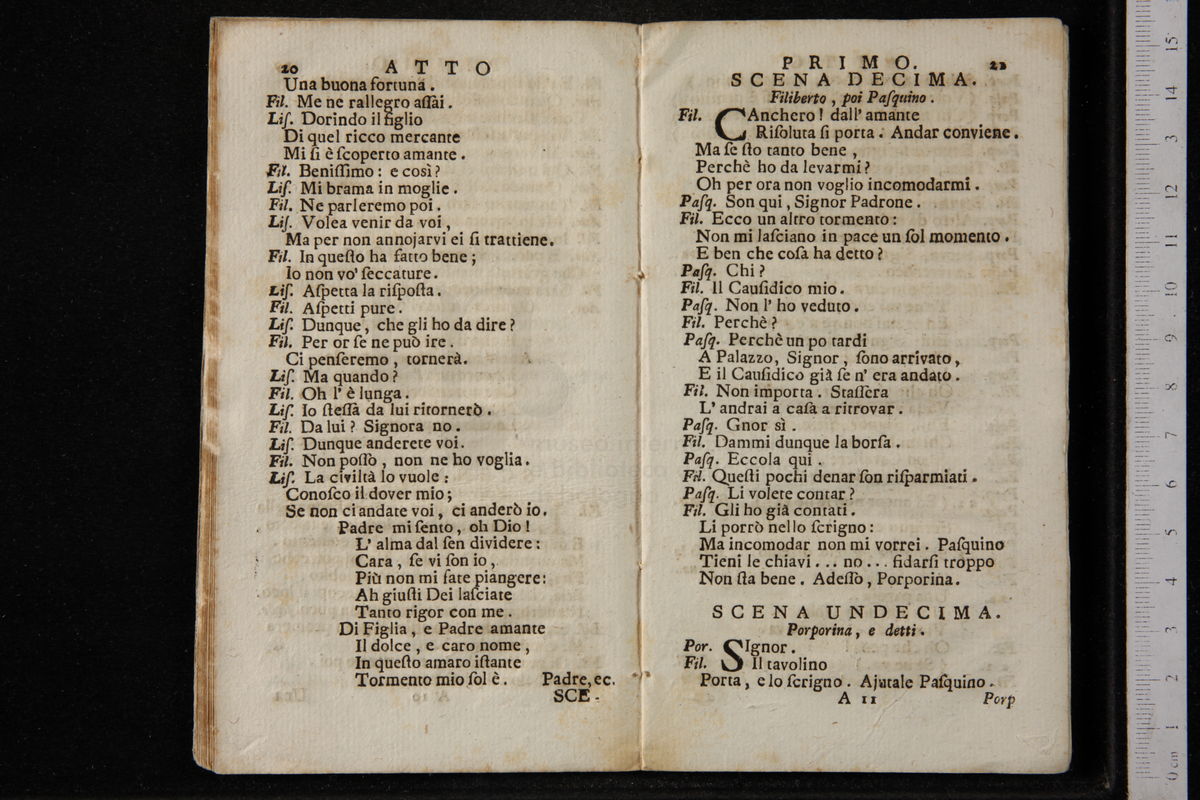 20 ATTO
Una buona fortuna .
Fil. Me ne rallegro aſſai .
Liſ. Dorindo il figlio
Di quel ricco mercante
Mi ſi è ſcoperto amante .
Fil. Beniſſimo : e così ?
Liſ. Mi brama in moglie .
Fil. Ne parleremo poi .
Liſ. Volea venir da voi ,
Ma per non annojarvi ei ſi trattiene .
Fil. In queſto ha fatto bene ;
Io non vo' ſeccature .
Liſ. Aſpetta la riſpoſta .
Fil. Aſpetti pure .
Liſ. Dunque , che gli ho da dire ?
Fil. Per or ſe ne può ire .
Ci penſeremo , tornerà .
Liſ. Ma quando ?
Fil. Oh l' è lunga .
Liſ. Io ſteſſa da lui ritornerò .
Fil. Da lui ? Signora no .
Liſ. Dunque anderete voi .
Fil. Non poſſo , non ne ho voglia .
Liſ. La civiltà lo vuole :
Conoſco il dover mio ;
Se non ci andate voi , ci anderò io .
Padre mi ſento , oh Dio !
L' alma dal ſen dividere :
Cara , ſe vi ſon io ,
Più non mi fate piangere :
Ah giuſti Dei laſciate
Tanto rigor con me .
Di Figlia , e Padre amante
Il dolce , e caro nome ,
In queſto amaro iſtante
Tormento mio ſol è . Padre, ec.
SCE-
PRIMO. 21
SCENA DECIMA.
Filiberto , poi Paſquino .
Fil. CAnchero ! dall' amante
Riſoluta ſi porta . Andar conviene .
Ma ſe ſto tanto bene ,
Perchè ho da levarmi ?
Oh per ora non voglio incomodarmi .
Paſq. Son qui , Signor Padrone .
Fil. Ecco un altro tormento :
Non mi laſciano in pace un ſol momento .
E ben che coſa ha detto ?
Paſq. Chi ?
Fil. Il Cauſidico mio .
Paſq. Non l' ho veduto .
Fil. Perchè ?
Paſq. Perchè un po tardi
A Palazzo , Signor , ſono arrivato ,
E il Cauſidico già ſe n' era andato .
Fil. Non importa . Staſſera
L' andrai a caſa a ritrovar .
Paſq. Gnor sì .
Fil. Dammi dunque la borſa .
Paſq. Eccola qui .
Fil. Queſti pochi denar ſon riſparmiati .
Paſq. Li volete contar ?
Fil. Gli ho già contati .
Li porrò nello ſcrigno :
Ma incomodar non mi vorrei . Paſquino
Tieni le chiavi ... no ... fidarſi troppo
Non ſta bene . Adeſſo , Porporina .
SCENA UNDECIMA.
Porporina , e detti .
Por. SIgnor .
Fil. Il tavolino
Porta , e lo ſcrigno . Ajutale Paſquino .
A 11 Porp